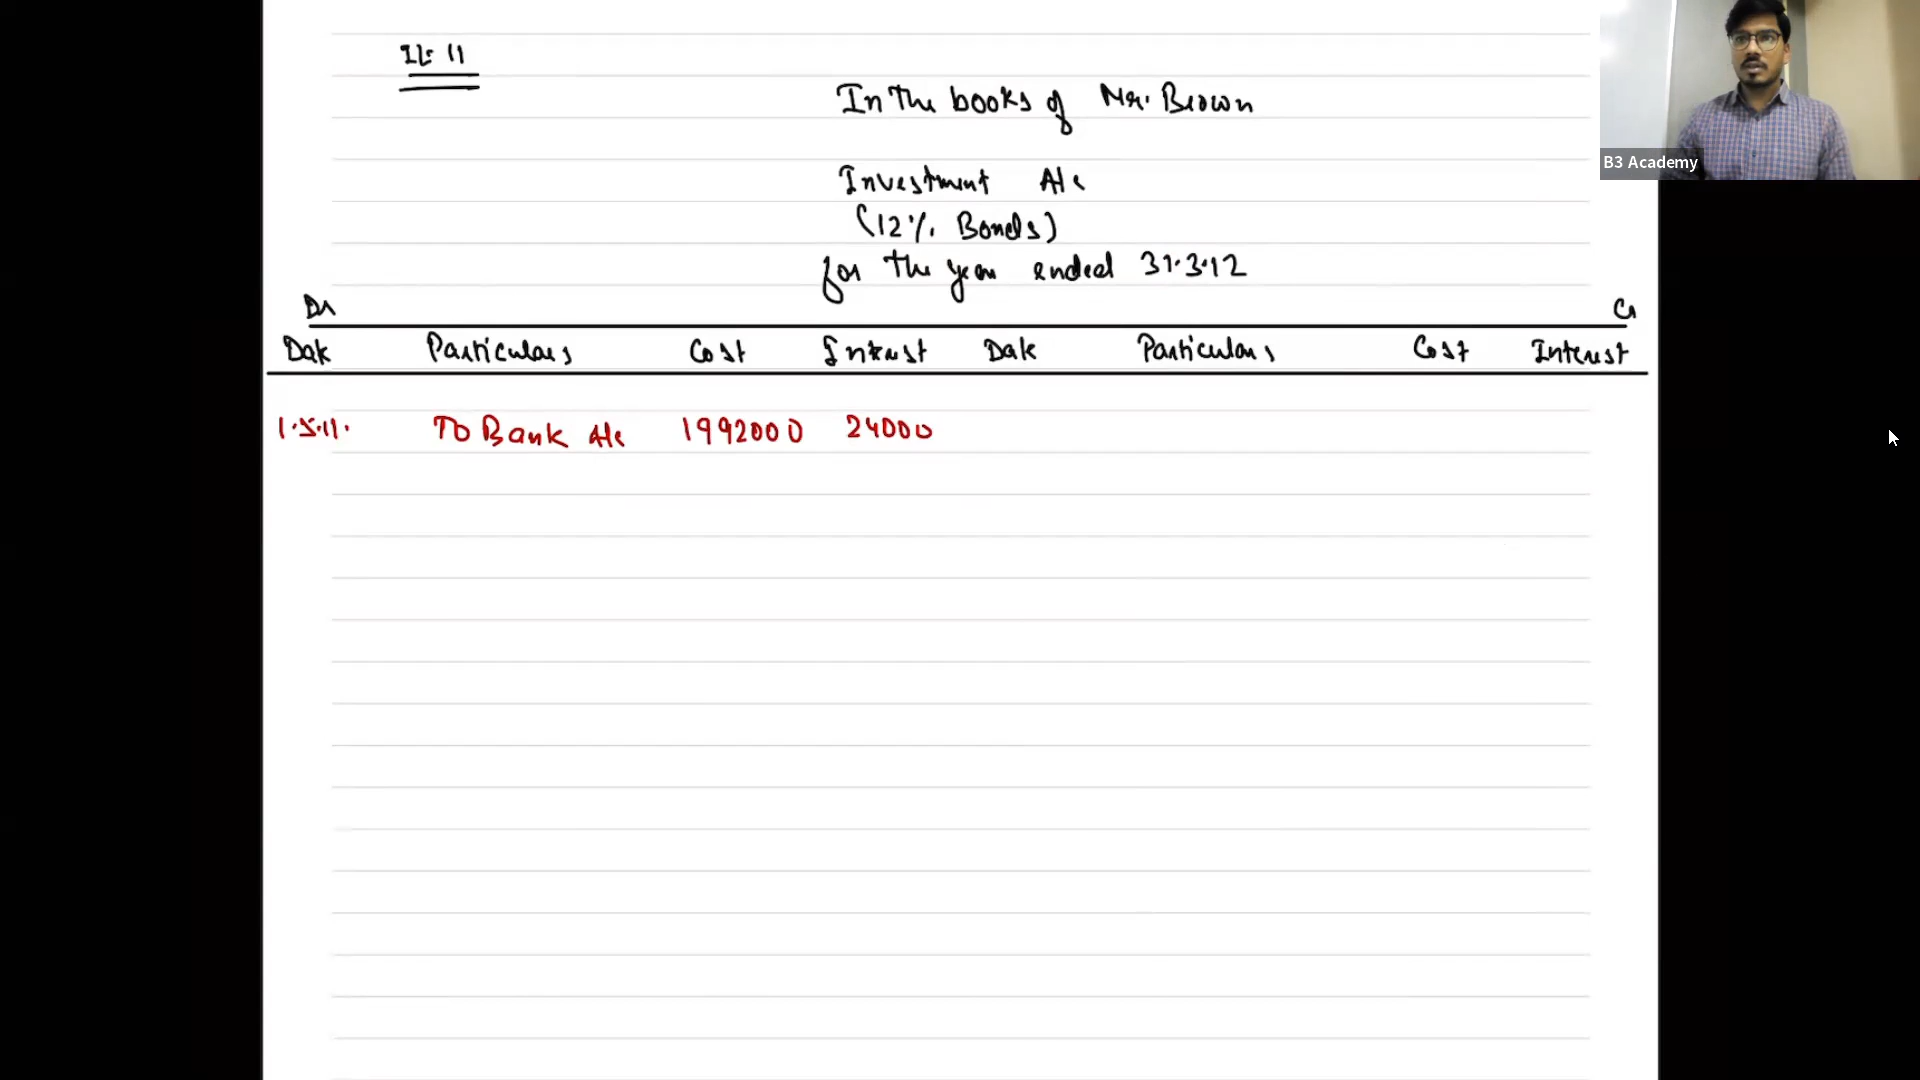 Ill: 11
In the books of Mr. Brown
B3 Academy
Investment A/c
(12% Bonds)
for the year ended 31.3.12
Dr Cr
Date Particulars Cost Interest Date Particulars Cost Interest
1.5.11. To Bank A/c 1992000 24000